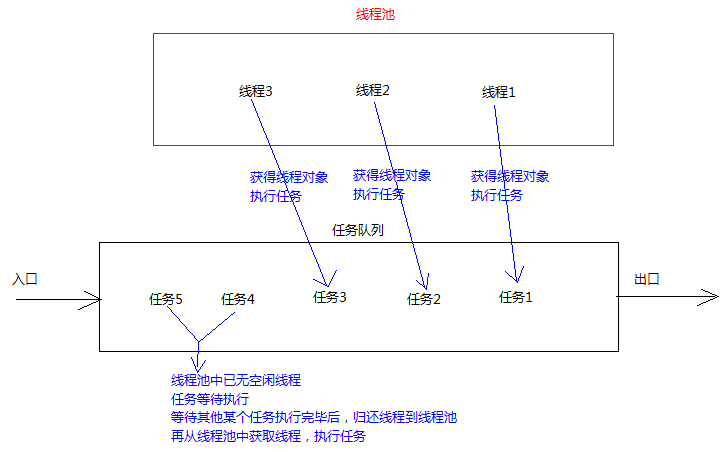 线程池
线程3
线程2
线程1
获得线程对象
执行任务
获得线程对象
执行任务
获得线程对象
执行任务
任务队列
入口
出口
任务5
任务4
任务3
任务2
任务1
线程池中已无空闲线程
任务等待执行
等待其他某个任务执行完毕后，归还线程到线程池
再从线程池中获取线程，执行任务